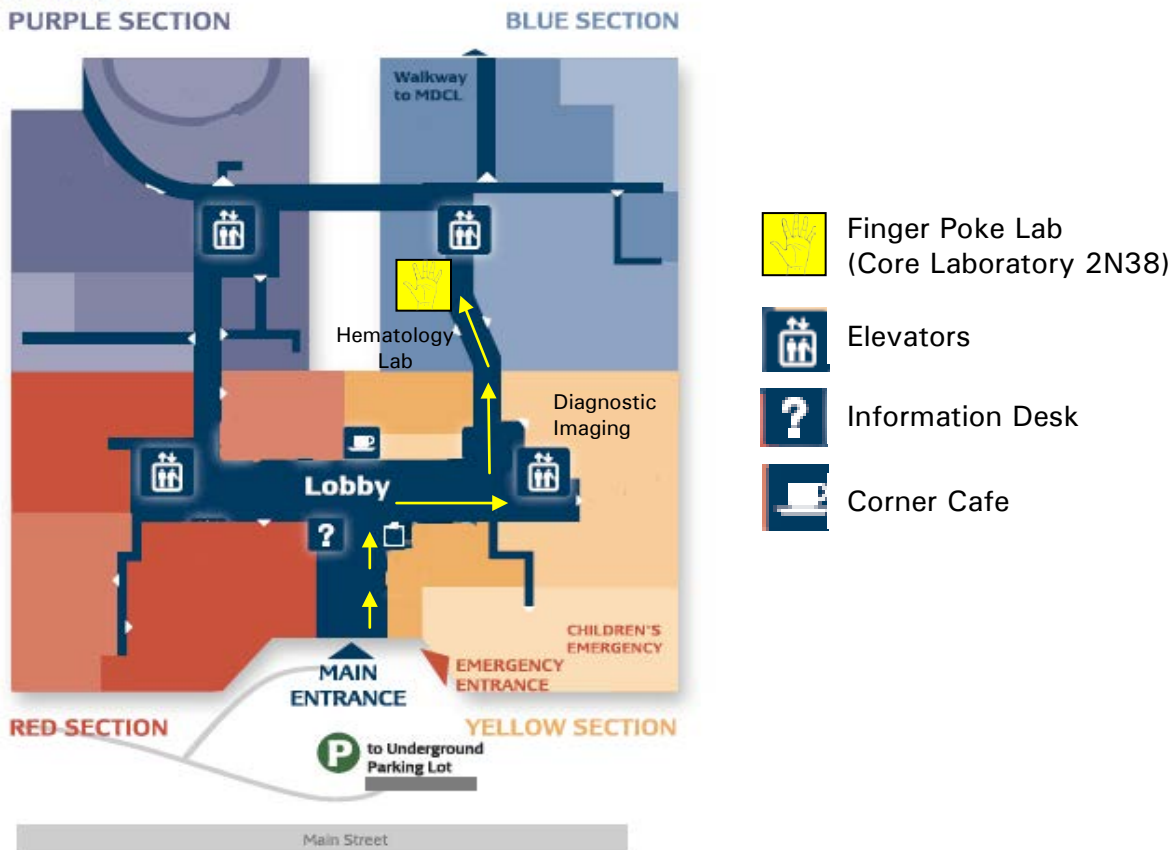 PURPLE SECTION
BLUE SECTION
Walkway
to MDCL
Hematology
Lab
Diagnostic
Imaging
Lobby
?
CHILDREN'S
EMERGENCY
EMERGENCY
ENTRANCE
MAIN
ENTRANCE
RED SECTION
YELLOW SECTION
P
to Underground
Parking Lot
Main Street
Finger Poke Lab
(Core Laboratory 2N38)
Elevators
?
Information Desk
Corner Cafe